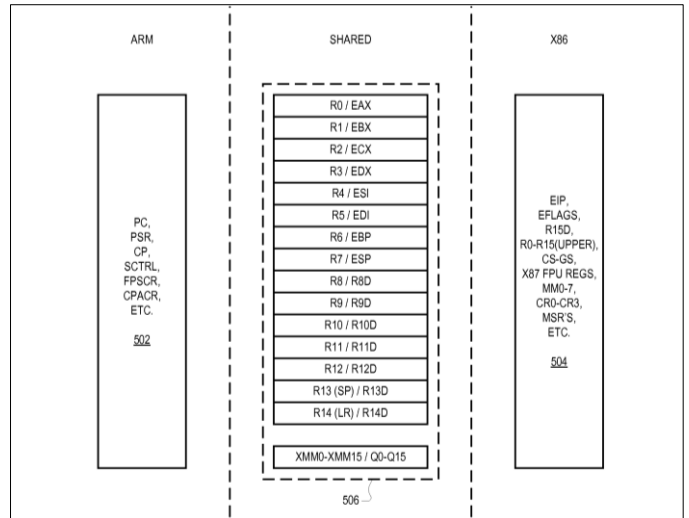 ARM
SHARED
X86
PC,
PSR,
CP,
SCTRL,
FPSCR,
CPACR,
ETC.
502
R0 / EAX
R1 / EBX
R2 / ECX
R3 / EDX
R4 / ESI
R5 / EDI
R6 / EBP
R7 / ESP
R8 / R8D
R9 / R9D
R10 / R10D
R11 / R11D
R12 / R12D
R13 (SP) / R13D
R14 (LR) / R14D
XMM0-XMM15 / Q0-Q15
506
EIP,
EFLAGS,
R15D,
R0-R15(UPPER),
CS-GS,
X87 FPU REGS,
MM0-7,
CR0-CR3,
MSR'S,
ETC.
504